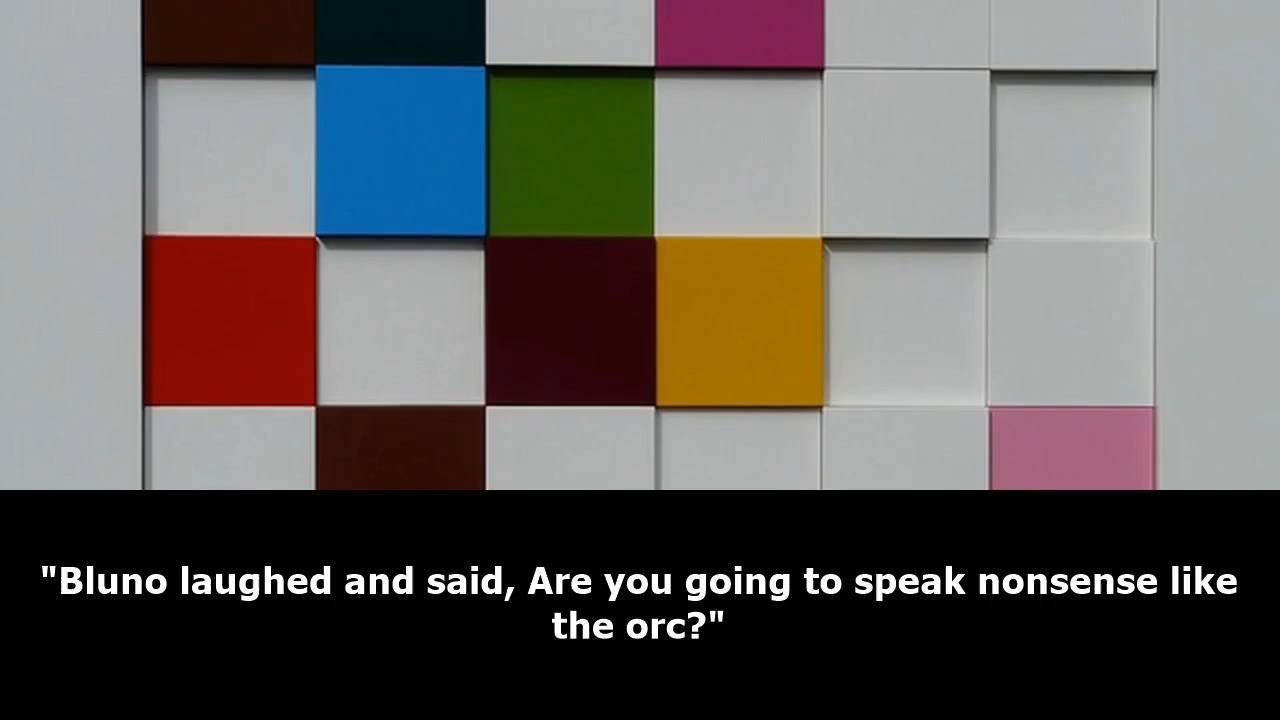 "Bluno laughed and said, Are you going to speak nonsense like
the orc?"